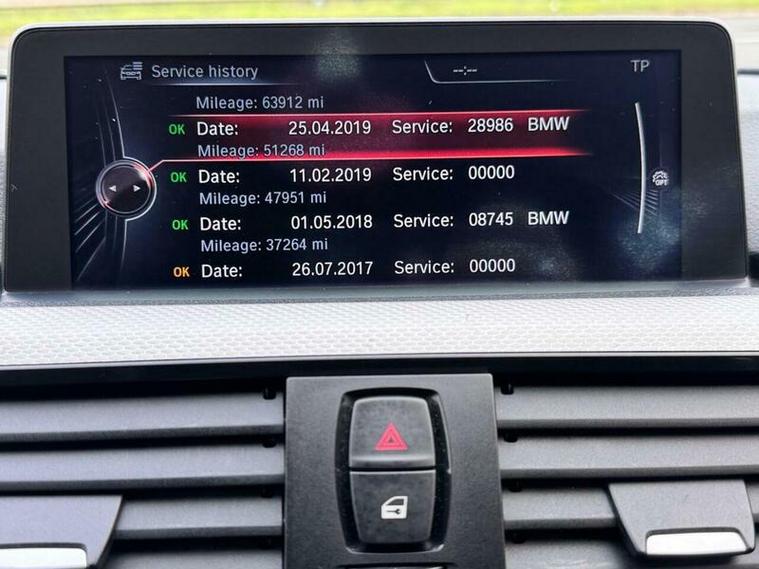 Service history
--:--
TP
Mileage: 63912 mi
OK Date: 25.04.2019 Service: 28986 BMW
Mileage: 51268 mi
OK Date: 11.02.2019 Service: 00000
Mileage: 47951 mi
OK Date: 01.05.2018 Service: 08745 BMW
Mileage: 37264 mi
OK Date: 26.07.2017 Service: 00000
OPT